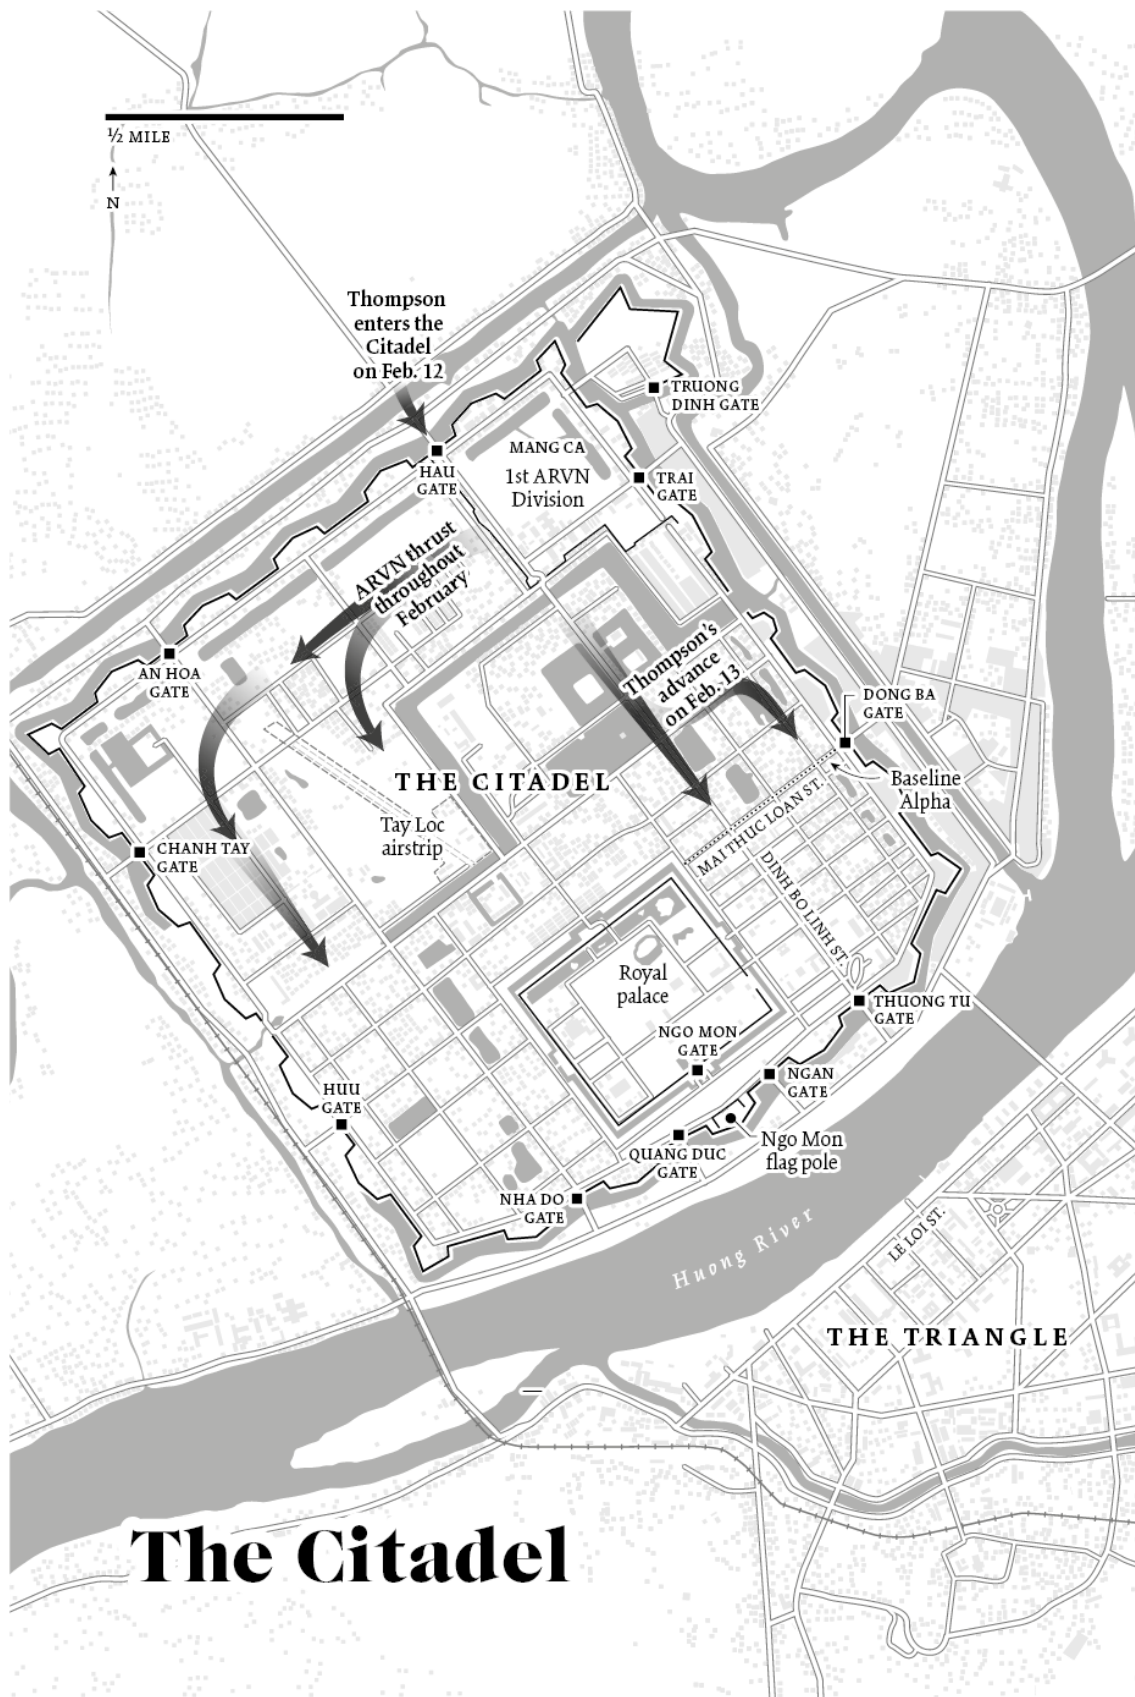 ½ MILE
N
Thompson
enters the
Citadel
on Feb. 12
TRUONG
DINH GATE
MANG CA
1st ARVN
Division
HAU
GATE
TRAI
GATE
ARVN thrust
throughout
February
Thompson's
advance
on Feb. 13
AN HOA
GATE
DONG BA
GATE
THE CITADEL
Baseline
Alpha
Tay Loc
airstrip
MAI THUC LOAN ST.
CHANH TAY
GATE
DINH BO LINH ST.
Royal
palace
THUONG TU
GATE
NGO MON
GATE
NGAN
GATE
HUU
GATE
Ngo Mon
flag pole
QUANG DUC
GATE
NHA DO
GATE
Huong River
LE LOI ST.
THE TRIANGLE
The Citadel